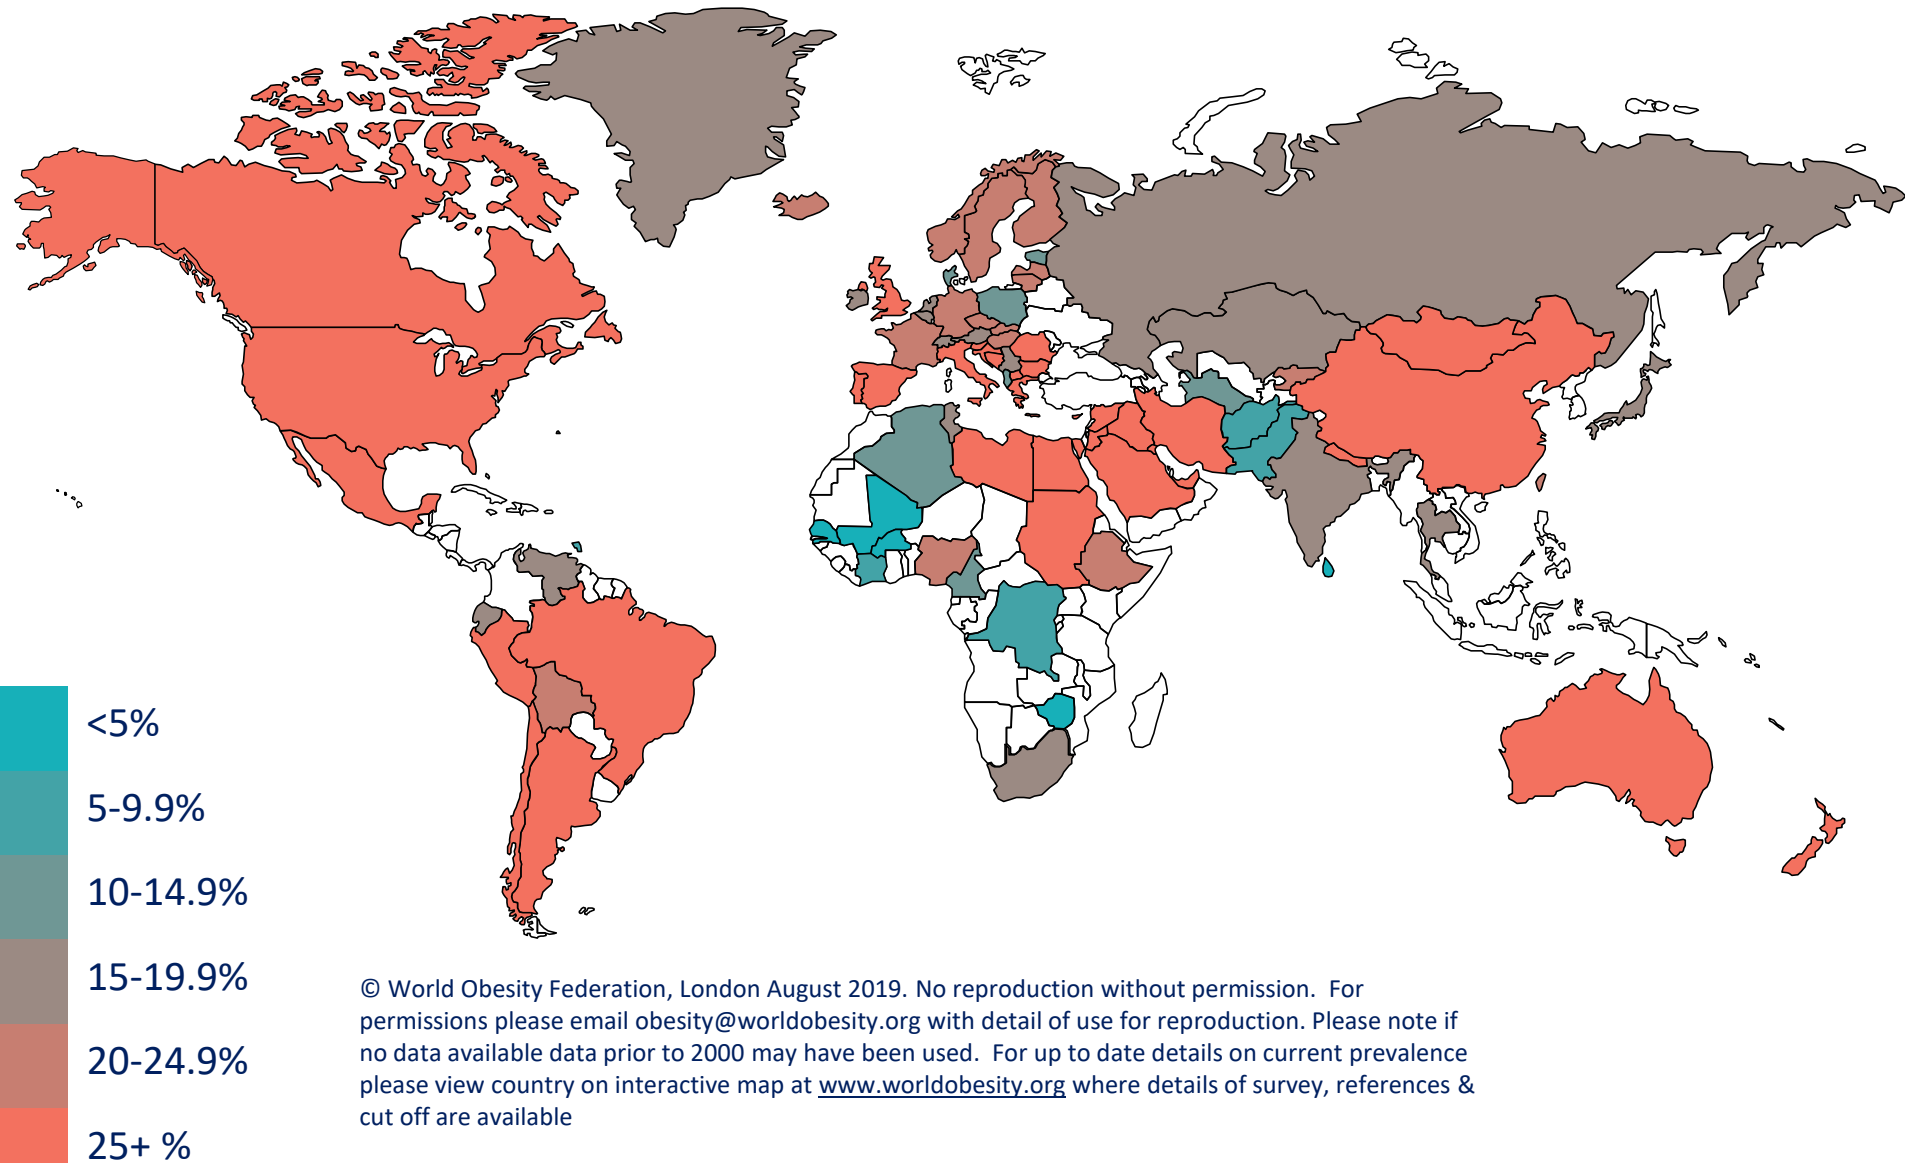 <5%
5-9.9%
10-14.9%
15-19.9%
20-24.9%
25+ %
© World Obesity Federation, London August 2019. No reproduction without permission.  For
permissions please email obesity@worldobesity.org with detail of use for reproduction. Please note if
no data available data prior to 2000 may have been used.  For up to date details on current prevalence
please view country on interactive map at www.worldobesity.org where details of survey, references &
cut off are available